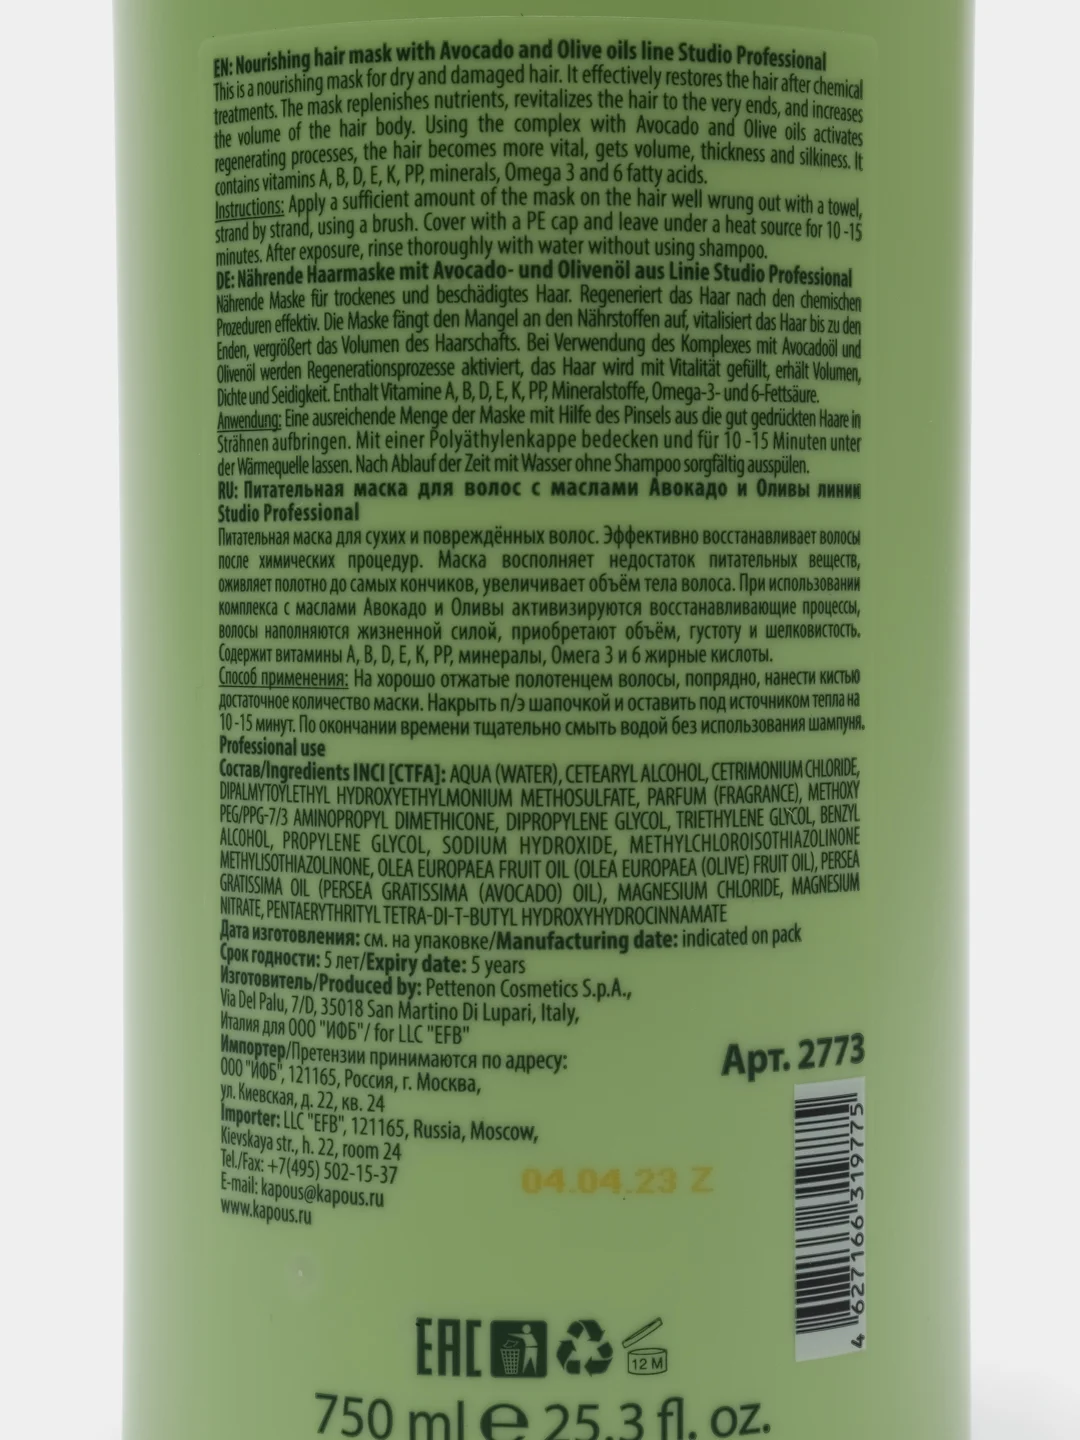 EN: Nourishing hair mask with Avocado and Olive oils line Studio Professional
This is a nourishing mask for dry and damaged hair. It effectively restores the hair after chemical
treatments. The mask replenishes nutrients, revitalizes the hair to the very ends, and increases
the volume of the hair body. Using the complex with Avocado and Olive oils activates
regenerating processes, the hair becomes more vital, gets volume, thickness and silkiness. It
contains vitamins A, B, D, E, K, PP, minerals, Omega 3 and 6 fatty acids.
Instructions: Apply a sufficient amount of the mask on the hair well wrung out with a towel,
strand by strand, using a brush. Cover with a PE cap and leave under a heat source for 10 -15
minutes. After exposure, rinse thoroughly with water without using shampoo.
DE: Nährende Haarmaske mit Avocado- und Olivenöl aus Linie Studio Professional
Nährende Maske für trockenes und beschädigtes Haar. Regeneriert das Haar nach den chemischen
Prozeduren effektiv. Die Maske fängt den Mangel an den Nährstoffen auf, vitalisiert das Haar bis zu den
Enden, vergrößert das Volumen des Haarschafts. Bei Verwendung des Komplexes mit Avocadoöl und
Olivenöl werden Regenerationsprozesse aktiviert, das Haar wird mit Vitalität gefüllt, erhält Volumen,
Dichte und Seidigkeit. Enthalt Vitamine A, B, D, E, K, PP, Mineralstoffe, Omega-3- und 6-Fettsäure.
Anwendung: Eine ausreichende Menge der Maske mit Hilfe des Pinsels aus die gut gedrückten Haare in
Strähnen aufbringen. Mit einer Polyäthylenkappe bedecken und für 10 -15 Minuten unter
der Wärmequelle lassen. Nach Ablauf der Zeit mit Wasser ohne Shampoo sorgfältig ausspülen.
RU: Питательная маска для волос с маслами Авокадо и Оливы линии
Studio Professional
Питательная маска для сухих и повреждённых волос. Эффективно восстанавливает волосы
после химических процедур. Маска восполняет недостаток питательных веществ,
оживляет полотно до самых кончиков, увеличивает объём тела волоса. При использовании
комплекса с маслами Авокадо и Оливы активизируются восстанавливающие процессы,
волосы наполняются жизненной силой, приобретают объём, густоту и шелковистость.
Содержит витамины A, B, D, E, K, PP, минералы, Омега 3 и 6 жирные кислоты.
Способ применения: На хорошо отжатые полотенцем волосы, попрядно, нанести кистью
достаточное количество маски. Накрыть п/э шапочкой и оставить под источником тепла на
10 -15 минут. По окончании времени тщательно смыть водой без использования шампуня.
Professional use
Состав/Ingredients INCI [CTFA]: AQUA (WATER), CETEARYL ALCOHOL, CETRIMONIUM CHLORIDE,
DIPALMYTOYLETHYL HYDROXYETHYLMONIUM METHOSULFATE, PARFUM (FRAGRANCE), METHOXY
PEG/PPG-7/3 AMINOPROPYL DIMETHICONE, DIPROPYLENE GLYCOL, TRIETHYLENE GLYCOL, BENZYL
ALCOHOL, PROPYLENE GLYCOL, SODIUM HYDROXIDE, METHYLCHLOROISOTHIAZOLINONE
METHYLISOTHIAZOLINONE, OLEA EUROPAEA FRUIT OIL (OLEA EUROPAEA (OLIVE) FRUIT OIL), PERSEA
GRATISSIMA OIL (PERSEA GRATISSIMA (AVOCADO) OIL), MAGNESIUM CHLORIDE, MAGNESIUM
NITRATE, PENTAERYTHRITYL TETRA-DI-T-BUTYL HYDROXYHYDROCINNAMATE
Дата изготовления: см. на упаковке/Manufacturing date: indicated on pack
Срок годности: 5 лет/Expiry date: 5 years
Изготовитель/Produced by: Pettenon Cosmetics S.p.A.,
Via Del Palu, 7/D, 35018 San Martino Di Lupari, Italy,
Италия для ООО "ИФБ"/ for LLC "EFB"
Импортер/Претензии принимаются по адресу:
ООО "ИФБ", 121165, Россия, г. Москва,
ул. Киевская, д. 22, кв. 24
Importer: LLC "EFB", 121165, Russia, Moscow,
Kievskaya str., h. 22, room 24
Tel./Fax: +7(495) 502-15-37
E-mail: kapous@kapous.ru
www.kapous.ru
Арт. 2773
04.04.23 Z
4 627166 319775
EAC
12 M
750 ml e 25.3 fl. oz.